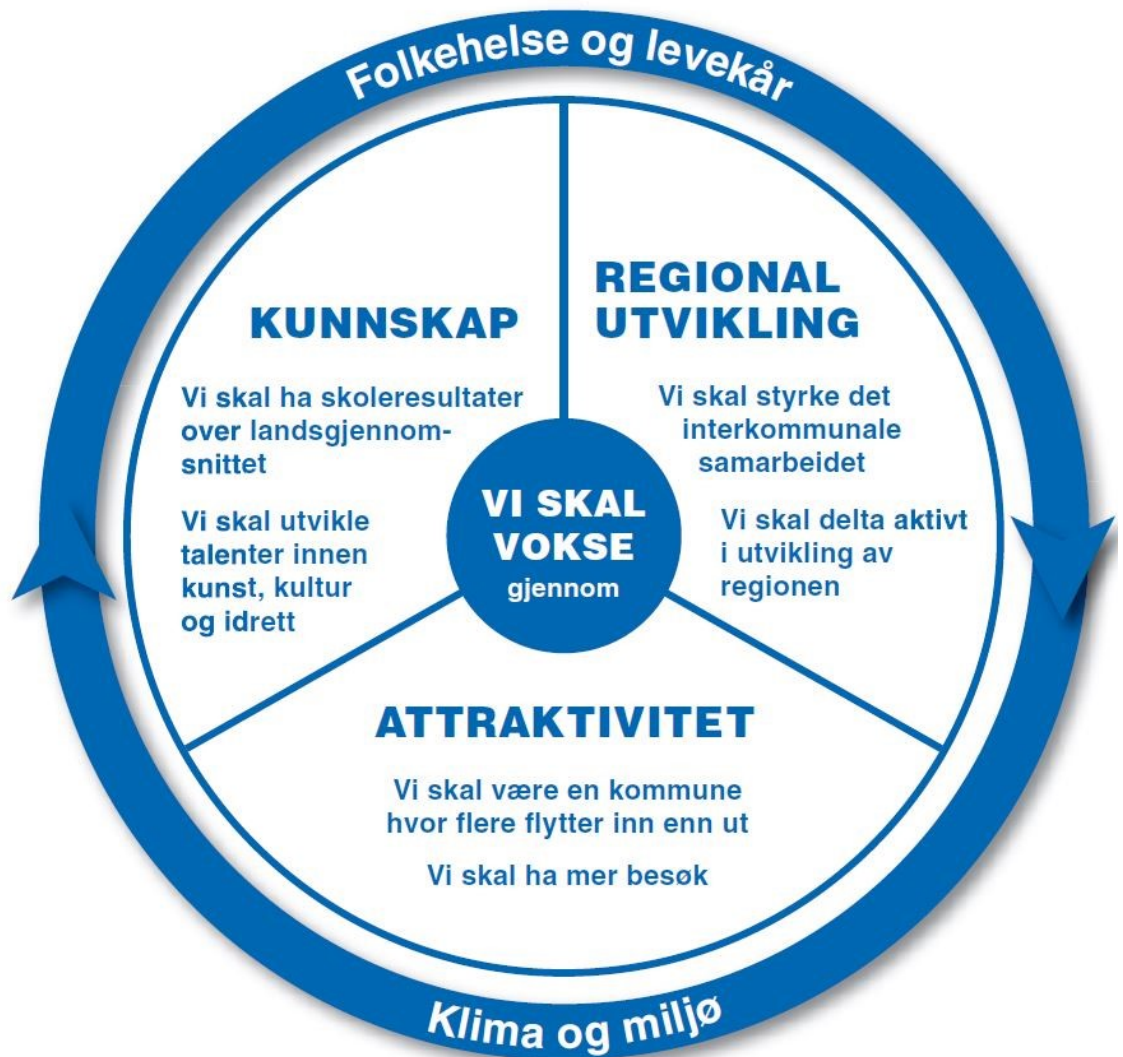 Folkehelse og levekår
KUNNSKAP
Vi skal ha skoleresultater
over landsgjennom-
snittet
Vi skal utvikle
talenter innen
kunst, kultur
og idrett
REGIONAL
UTVIKLING
Vi skal styrke det
interkommunale
samarbeidet
Vi skal delta aktivt
i utvikling av
regionen
VI SKAL
VOKSE
gjennom
ATTRAKTIVITET
Vi skal være en kommune
hvor flere flytter inn enn ut
Vi skal ha mer besøk
Klima og miljø